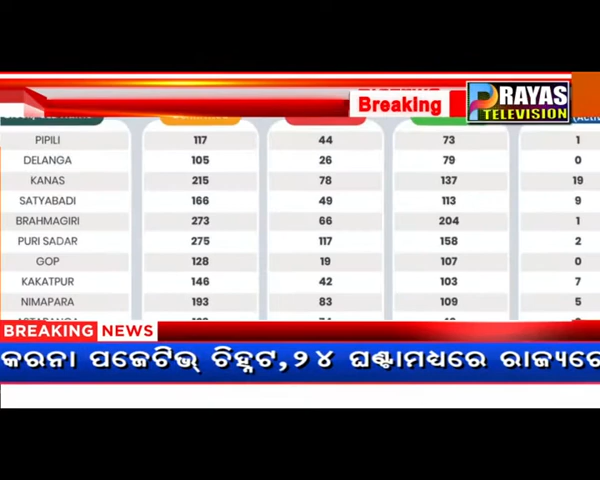 Breaking
PRAYAS
TELEVISION
PIPILI 117 44 73 1
DELANGA 105 26 79 0
KANAS 215 78 137 19
SATYABADI 166 49 113 9
BRAHMAGIRI 273 66 204 1
PURI SADAR 275 117 158 2
GOP 128 19 107 0
KAKATPUR 146 42 103 7
NIMAPARA 193 83 109 5
BREAKING NEWS
କରନା ପଜେଟିଭ୍ ଚିହ୍ନଟ,୨୪ ଘଣ୍ଟାମଧ୍ୟରେ ରାଜ୍ୟରେ